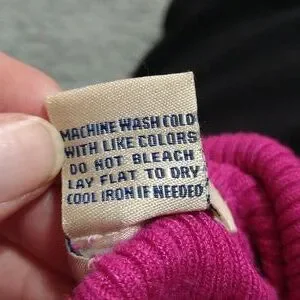 MACHINE WASH COLD
WITH LIKE COLORS
DO NOT BLEACH
LAY FLAT TO DRY
COOL IRON IF NEEDED